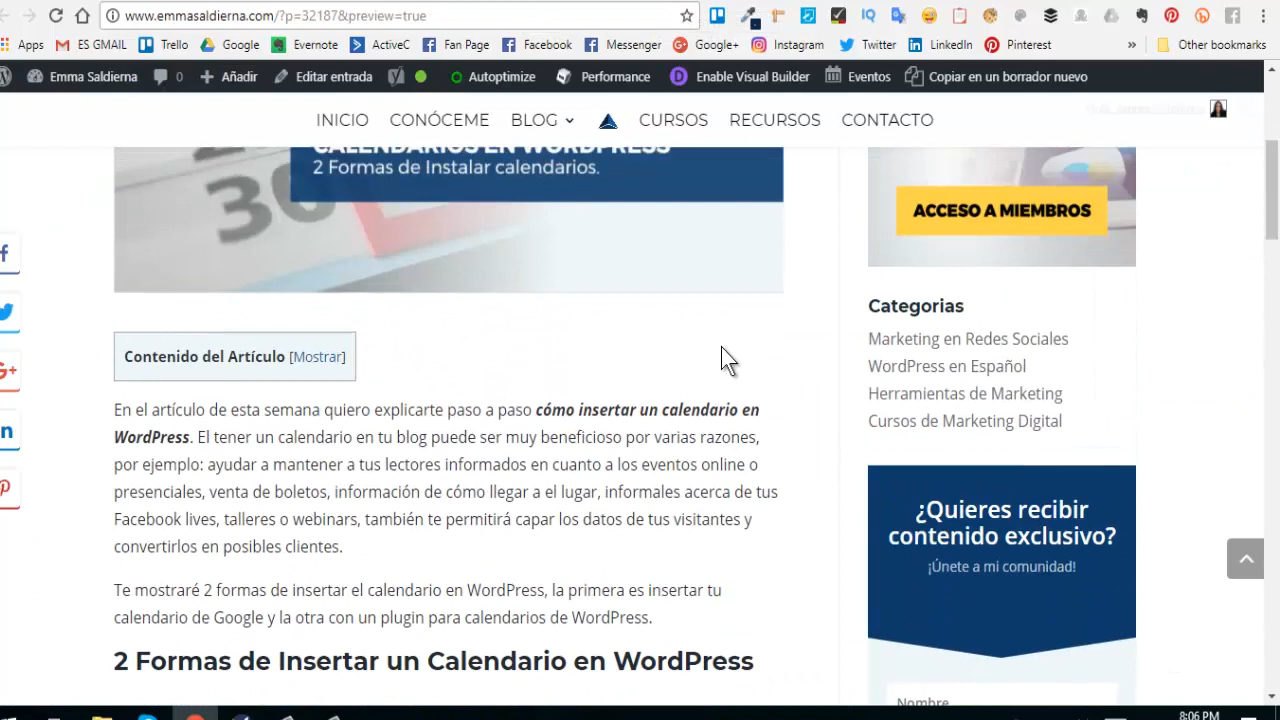 www.emmasaldierna.com/?p=32187&preview=true
Apps ES GMAIL Trello Google Evernote ActiveC Fan Page Facebook Messenger Google+ Instagram Twitter LinkedIn Pinterest » Other bookmarks
Emma Saldierna 0 Añadir Editar entrada Autoptimize Performance Enable Visual Builder Eventos Copiar en un borrador nuevo
INICIO CONÓCEME BLOG CURSOS RECURSOS CONTACTO
CALENDARIOS EN WORDPRESS
2 Formas de Instalar calendarios.
30
ACCESO A MIEMBROS
Contenido del Artículo [Mostrar]
En el artículo de esta semana quiero explicarte paso a paso cómo insertar un calendario en
WordPress. El tener un calendario en tu blog puede ser muy beneficioso por varias razones,
por ejemplo: ayudar a mantener a tus lectores informados en cuanto a los eventos online o
presenciales, venta de boletos, información de cómo llegar a el lugar, informales acerca de tus
Facebook lives, talleres o webinars, también te permitirá capar los datos de tus visitantes y
convertirlos en posibles clientes.
Te mostraré 2 formas de insertar el calendario en WordPress, la primera es insertar tu
calendario de Google y la otra con un plugin para calendarios de WordPress.
2 Formas de Insertar un Calendario en WordPress
Categorias
Marketing en Redes Sociales
WordPress en Español
Herramientas de Marketing
Cursos de Marketing Digital
¿Quieres recibir
contenido exclusivo?
¡Únete a mi comunidad!
Nombre
8:06 PM